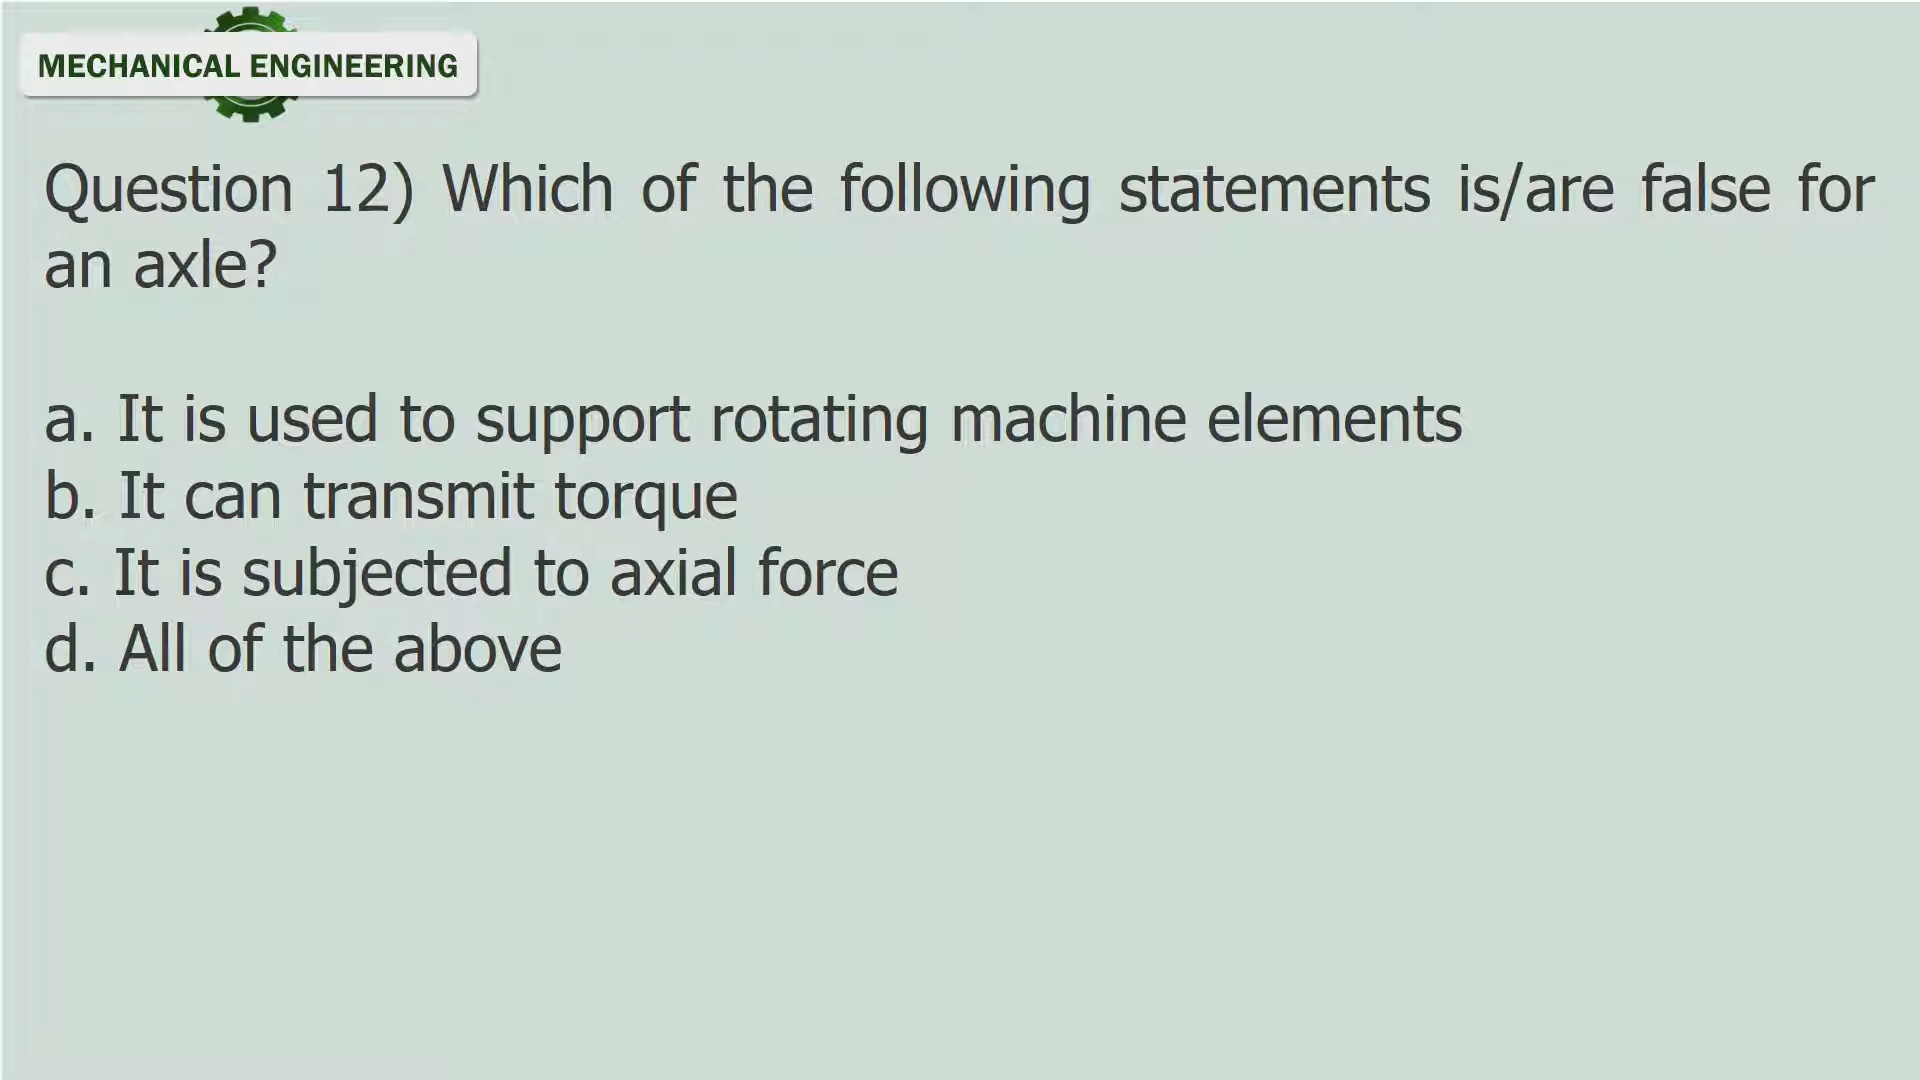 MECHANICAL ENGINEERING
Question 12) Which of the following statements is/are false for
an axle?
a. It is used to support rotating machine elements
b. It can transmit torque
c. It is subjected to axial force
d. All of the above